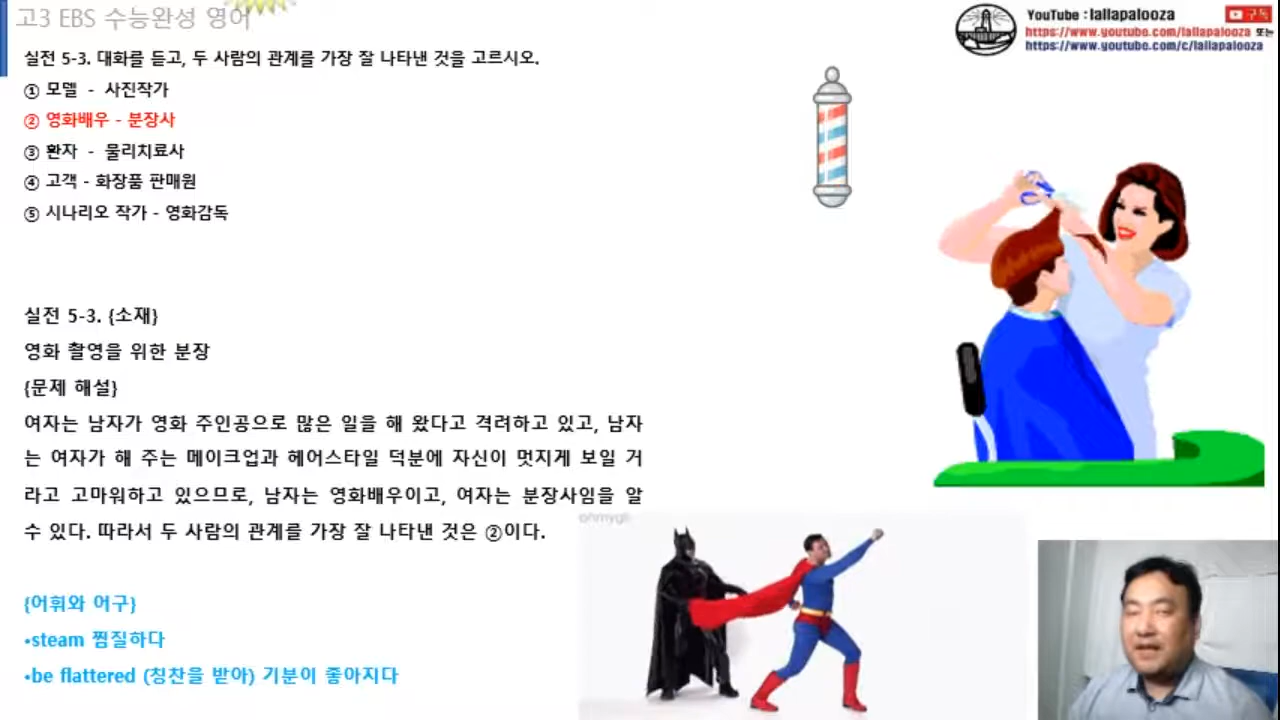 고3 EBS 수능완성 영어
YouTube : lallapalooza
구독
https://www.youtube.com/lallapalooza 또는
https://www.youtube.com/c/lallapalooza
실전 5-3. 대화를 듣고, 두 사람의 관계를 가장 잘 나타낸 것을 고르시오.
① 모델 - 사진작가
② 영화배우 - 분장사
③ 환자 - 물리치료사
④ 고객 - 화장품 판매원
⑤ 시나리오 작가 - 영화감독
실전 5-3. {소재}
영화 촬영을 위한 분장
{문제 해설}
여자는 남자가 영화 주인공으로 많은 일을 해 왔다고 격려하고 있고, 남자
는 여자가 해 주는 메이크업과 헤어스타일 덕분에 자신이 멋지게 보일 거
라고 고마워하고 있으므로, 남자는 영화배우이고, 여자는 분장사임을 알
수 있다. 따라서 두 사람의 관계를 가장 잘 나타낸 것은 ②이다.
{어휘와 어구}
•steam 찜질하다
•be flattered (칭찬을 받아) 기분이 좋아지다